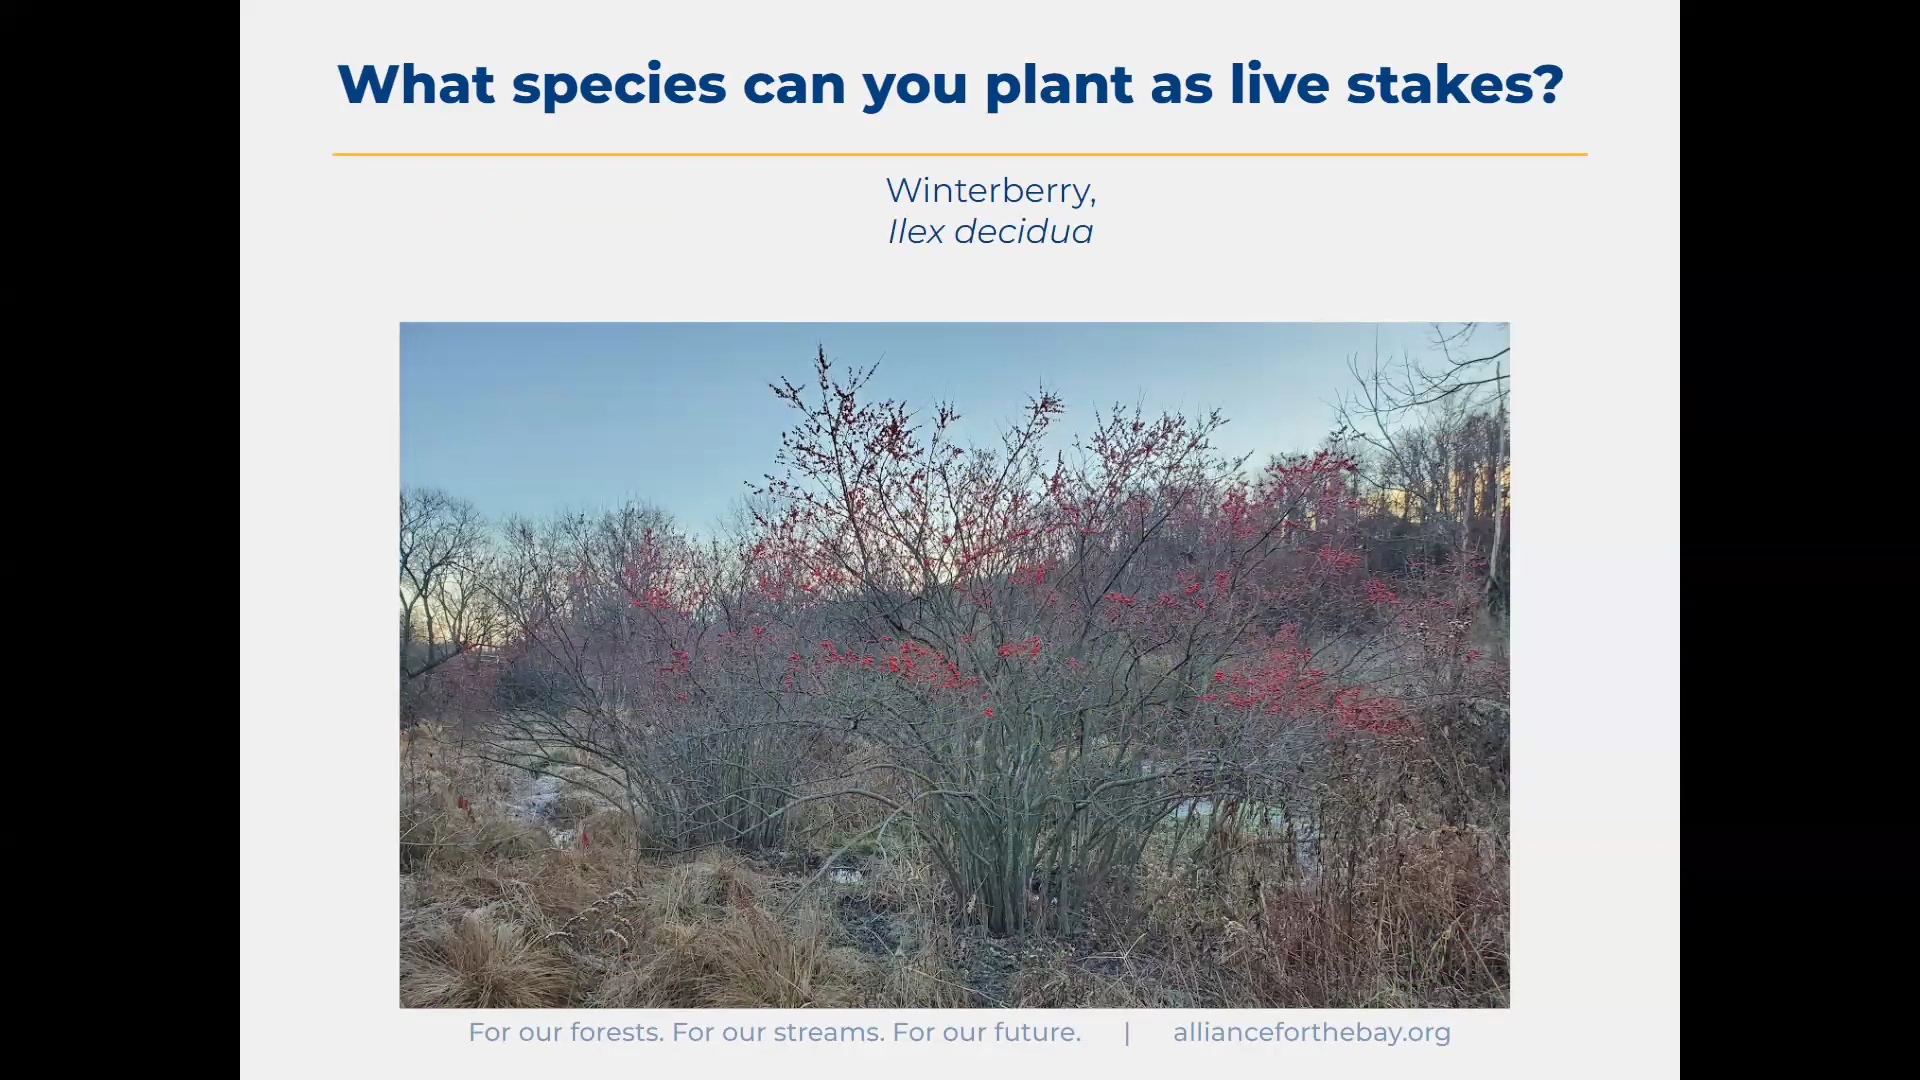 What species can you plant as live stakes?
Winterberry,
Ilex decidua
For our forests. For our streams. For our future. | allianceforthebay.org